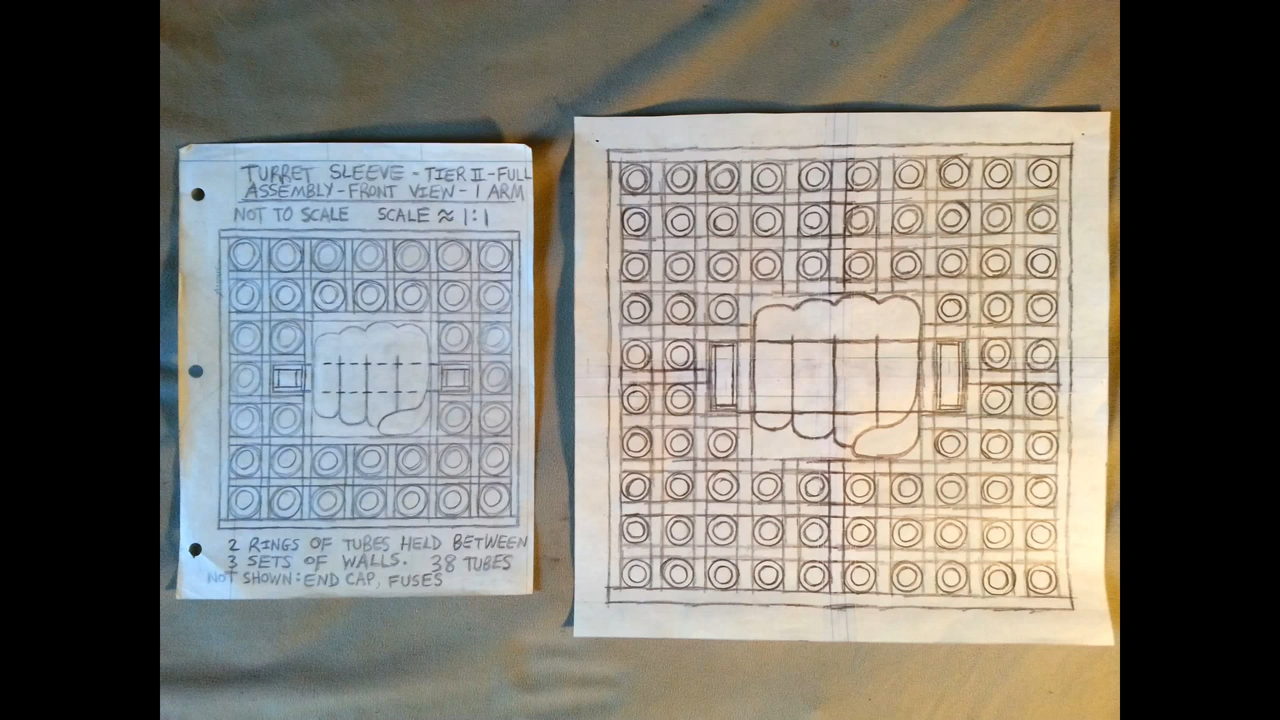 TURRET SLEEVE - TIER II - FULL
ASSEMBLY - FRONT VIEW - 1 ARM
NOT TO SCALE SCALE ≈ 1:1
2 RINGS OF TUBES HELD BETWEEN
3 SETS OF WALLS. 38 TUBES
NOT SHOWN: END CAP, FUSES